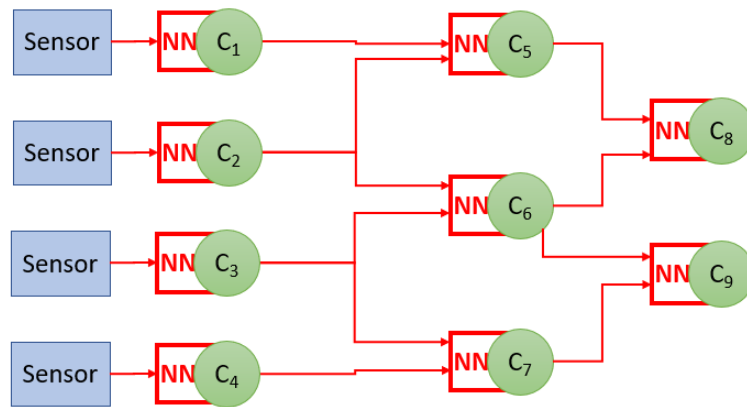 Sensor NN C₁ NN C₅
Sensor NN C₂ NN C₈
NN C₆
Sensor NN C₃ NN C₉
Sensor NN C₄ NN C₇